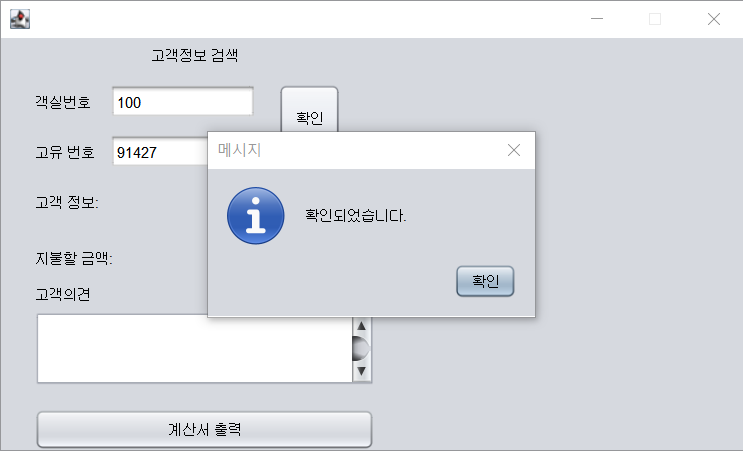 고객정보 검색
객실번호 100 확인
고유 번호 91427
메시지
확인되었습니다.
확인
고객 정보:
지불할 금액:
고객의견
계산서 출력